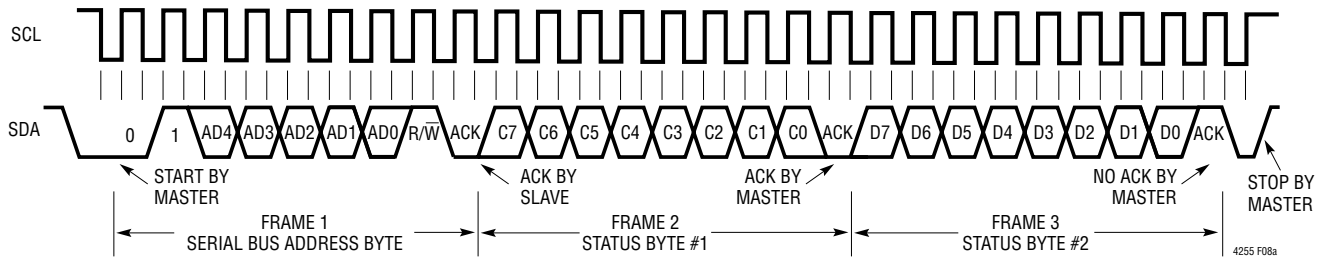 SCL
SDA
0 1 AD4 AD3 AD2 AD1 AD0 R/W̅ ACK C7 C6 C5 C4 C3 C2 C1 C0 ACK D7 D6 D5 D4 D3 D2 D1 D0 ACK
START BY
MASTER
ACK BY
SLAVE
ACK BY
MASTER
NO ACK BY
MASTER
STOP BY
MASTER
FRAME 1
SERIAL BUS ADDRESS BYTE
FRAME 2
STATUS BYTE #1
FRAME 3
STATUS BYTE #2
4255 F08a